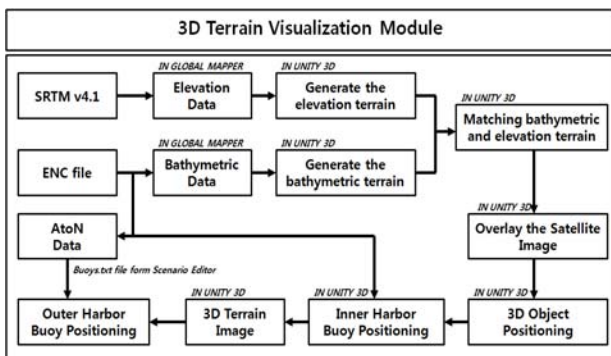 3D Terrain Visualization Module
IN GLOBAL MAPPER
IN UNITY 3D
SRTM v4.1
Elevation
Data
Generate the
elevation terrain
IN UNITY 3D
Matching bathymetric
and elevation terrain
IN GLOBAL MAPPER
IN UNITY 3D
ENC file
Bathymetric
Data
Generate the
bathymetric terrain
AtoN
Data
IN UNITY 3D
Overlay the Satellite
Image
Buoys.txt file form Scenario Editor
IN UNITY 3D
IN UNITY 3D
IN UNITY 3D
Outer Harbor
Buoy Positioning
3D Terrain
Image
Inner Harbor
Buoy Positioning
3D Object
Positioning